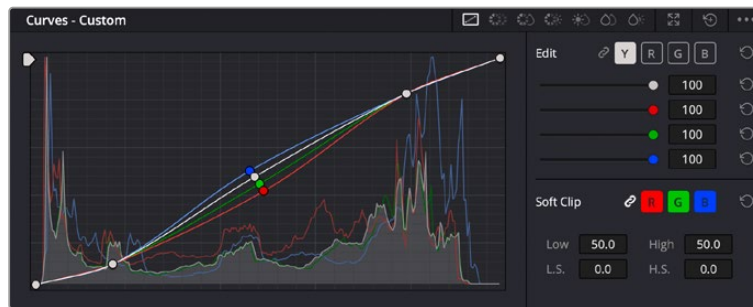 Curves - Custom
Edit Y R G B
100
100
100
100
Soft Clip R G B
Low 50.0 High 50.0
L.S. 0.0 H.S. 0.0